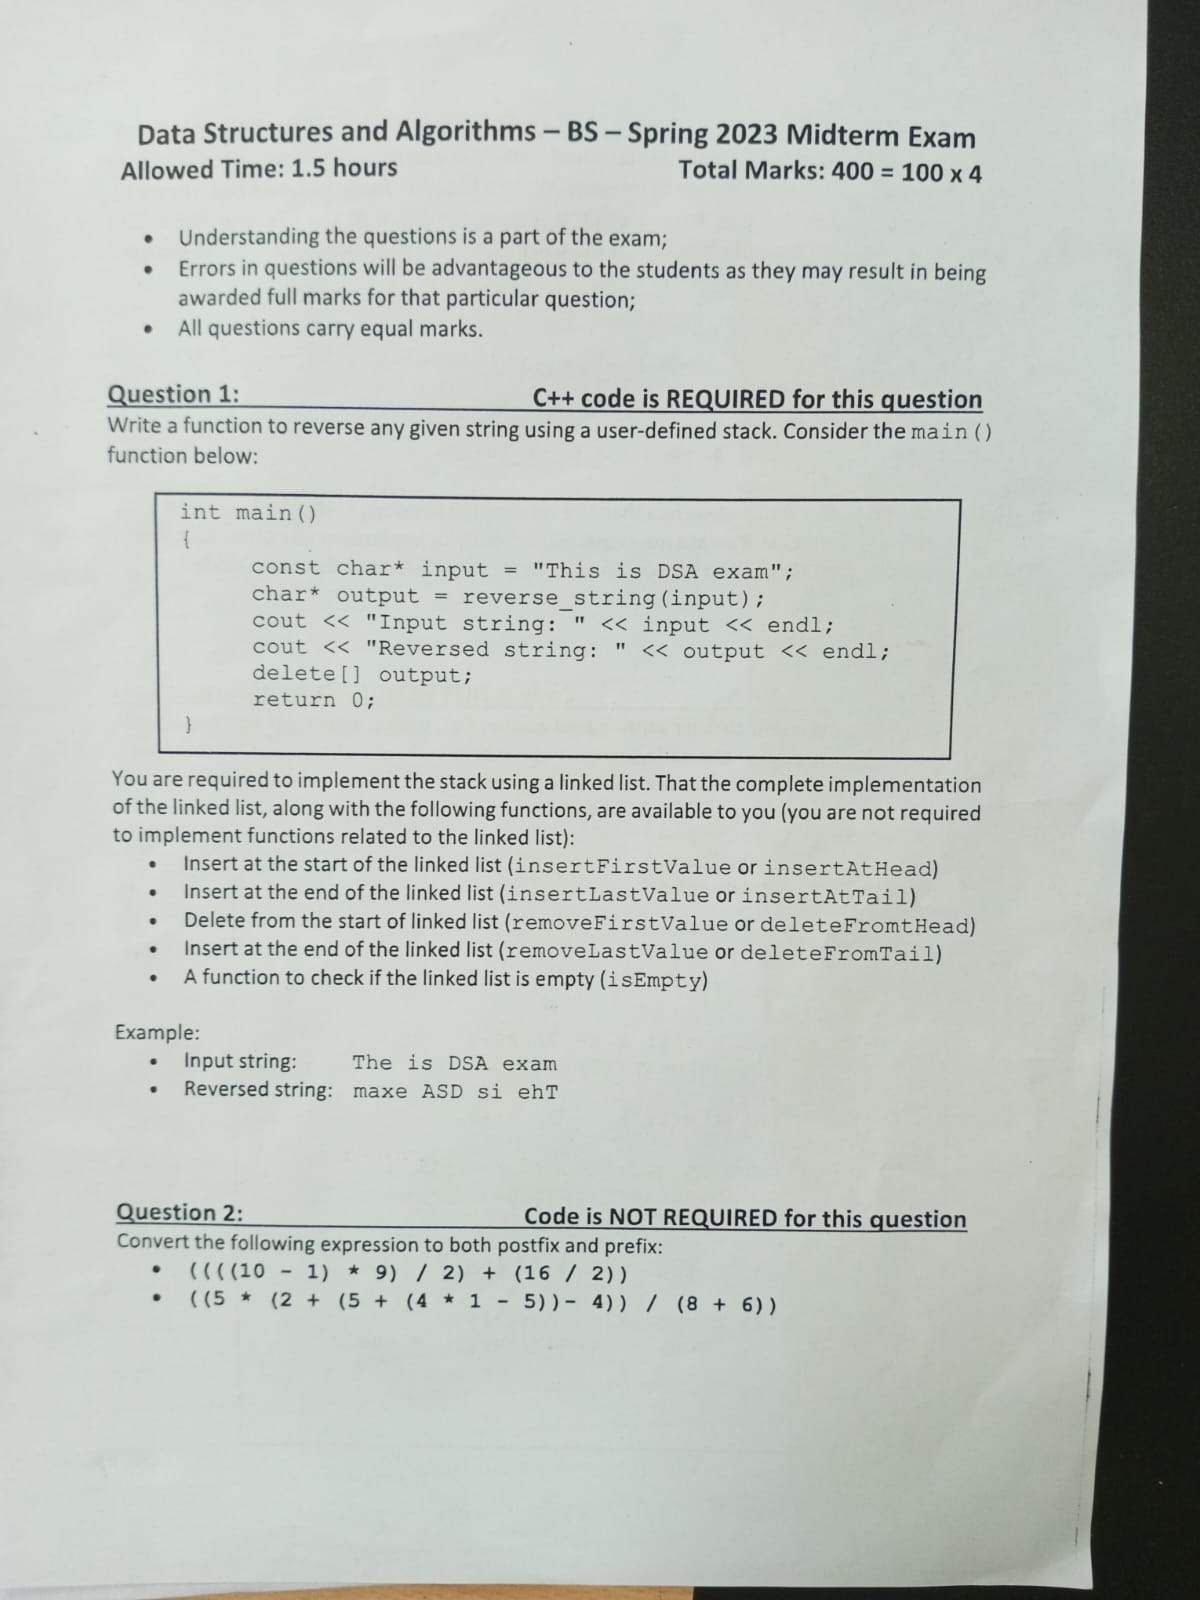 Data Structures and Algorithms – BS – Spring 2023 Midterm Exam
Allowed Time: 1.5 hours Total Marks: 400 = 100 x 4
• Understanding the questions is a part of the exam;
• Errors in questions will be advantageous to the students as they may result in being
awarded full marks for that particular question;
• All questions carry equal marks.
Question 1: C++ code is REQUIRED for this question
Write a function to reverse any given string using a user-defined stack. Consider the main()
function below:
int main()
{
const char* input = "This is DSA exam";
char* output = reverse_string(input);
cout << "Input string: " << input << endl;
cout << "Reversed string: " << output << endl;
delete[] output;
return 0;
}
You are required to implement the stack using a linked list. That the complete implementation
of the linked list, along with the following functions, are available to you (you are not required
to implement functions related to the linked list):
• Insert at the start of the linked list (insertFirstValue or insertAtHead)
• Insert at the end of the linked list (insertLastValue or insertAtTail)
• Delete from the start of linked list (removeFirstValue or deleteFromtHead)
• Insert at the end of the linked list (removeLastValue or deleteFromTail)
• A function to check if the linked list is empty (isEmpty)
Example:
• Input string: The is DSA exam
• Reversed string: maxe ASD si ehT
Question 2: Code is NOT REQUIRED for this question
Convert the following expression to both postfix and prefix:
• ((((10 - 1) * 9) / 2) + (16 / 2))
• ((5 * (2 + (5 + (4 * 1 - 5))- 4)) / (8 + 6))